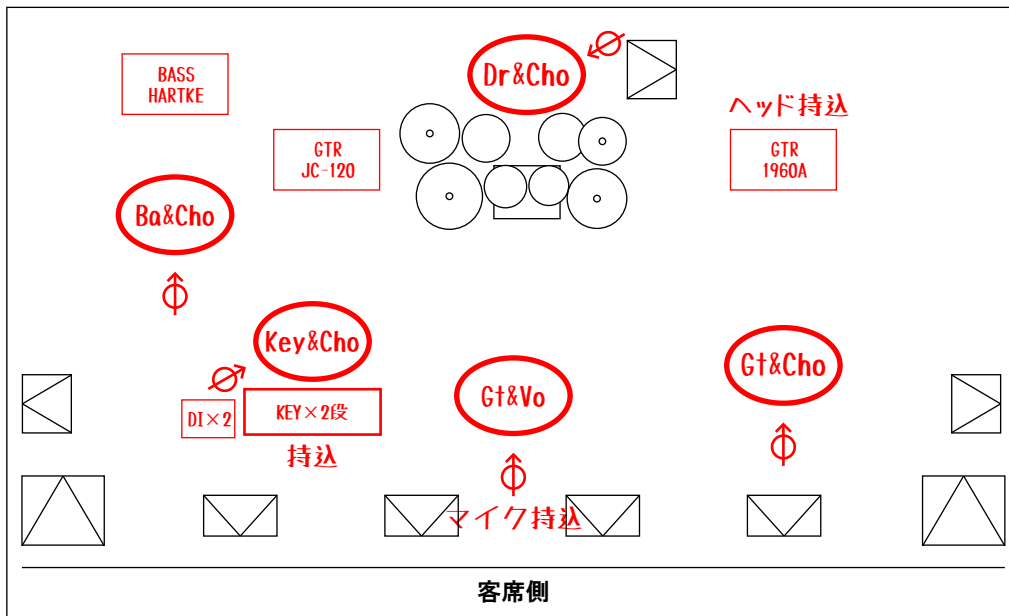 BASS
HARTKE
Dr&Cho
ヘッド持込
GTR
JC-120
GTR
1960A
Ba&Cho
Key&Cho
Gt&Vo
Gt&Cho
DI×2
KEY×2段
持込
マイク持込
客席側